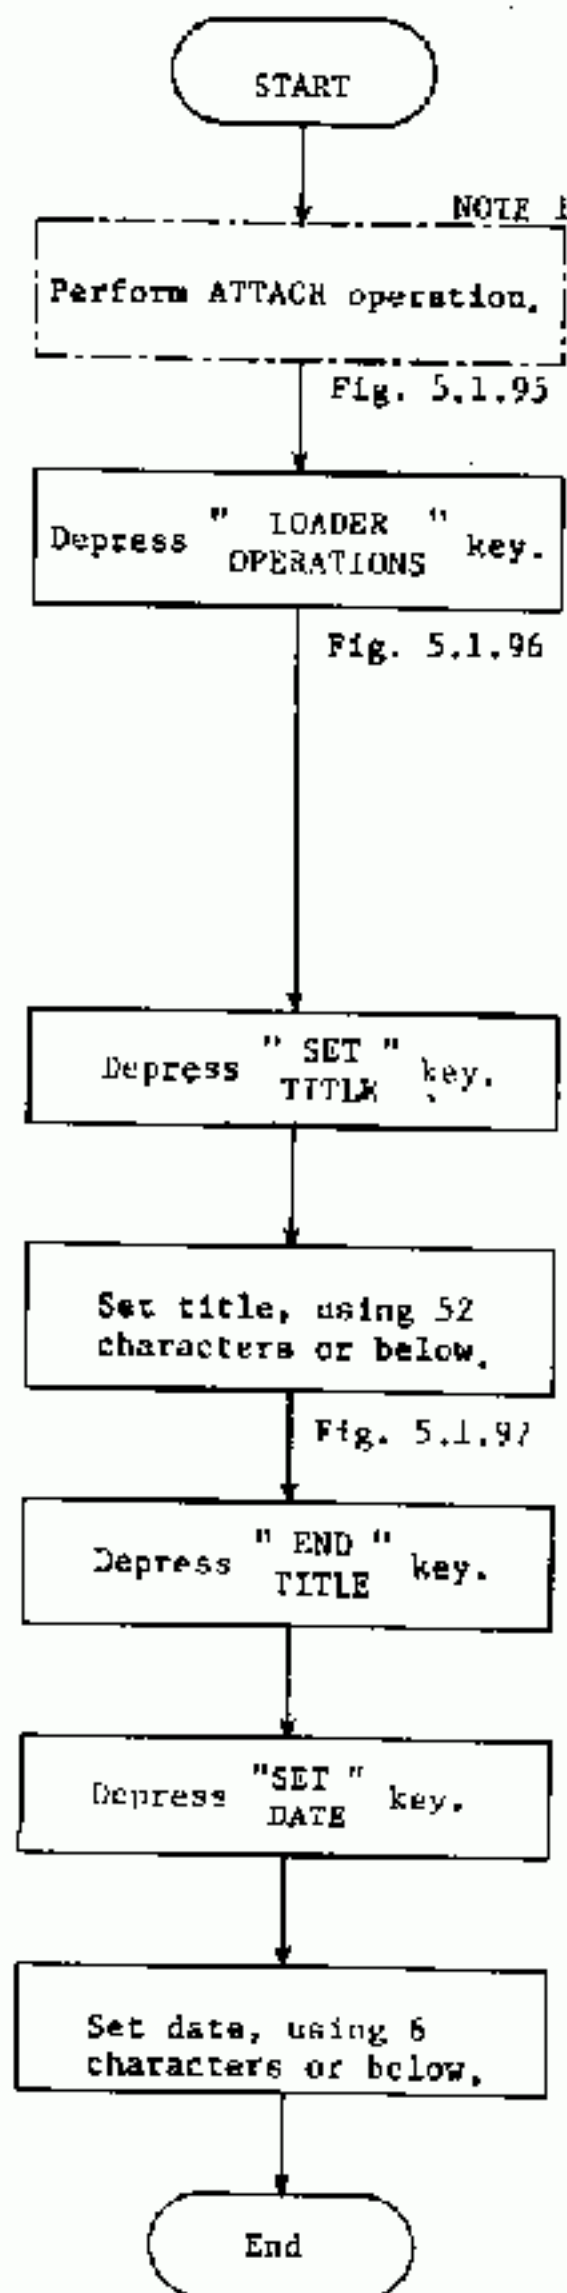 START
NOTE
Perform ATTACH operation.
Fig. 5.1.95
Depress " LOADER " key.
OPERATIONS
Fig. 5.1.96
Depress " SET " key.
TITLE
Set title, using 52
characters or below.
Fig. 5.1.97
Depress " END " key.
TITLE
Depress "SET " key.
DATE
Set date, using 6
characters or below.
End